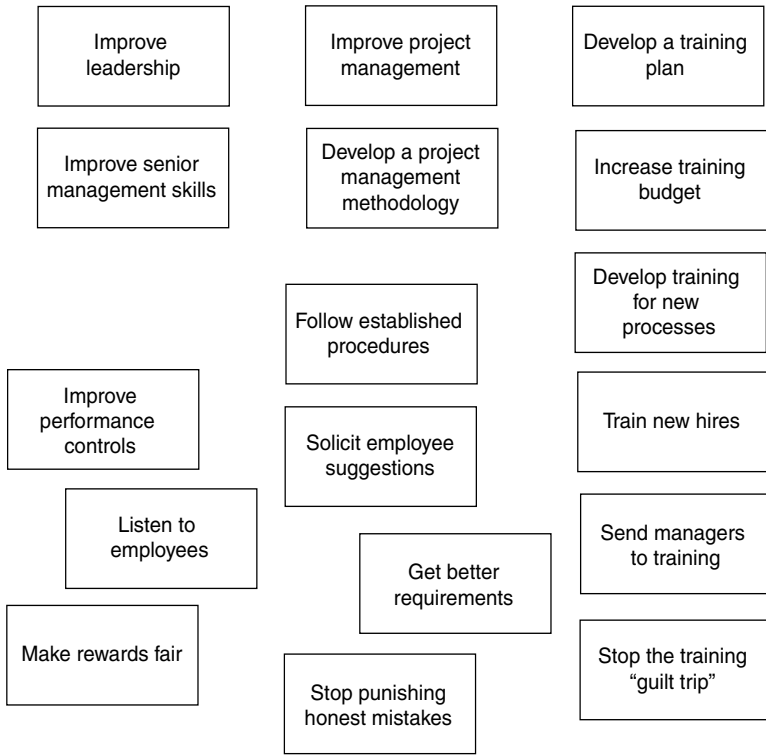 Improve
leadership
Improve project
management
Develop a training
plan
Improve senior
management skills
Develop a project
management
methodology
Increase training
budget
Follow established
procedures
Develop training
for new
processes
Improve
performance
controls
Solicit employee
suggestions
Train new hires
Listen to
employees
Get better
requirements
Send managers
to training
Make rewards fair
Stop punishing
honest mistakes
Stop the training
“guilt trip”